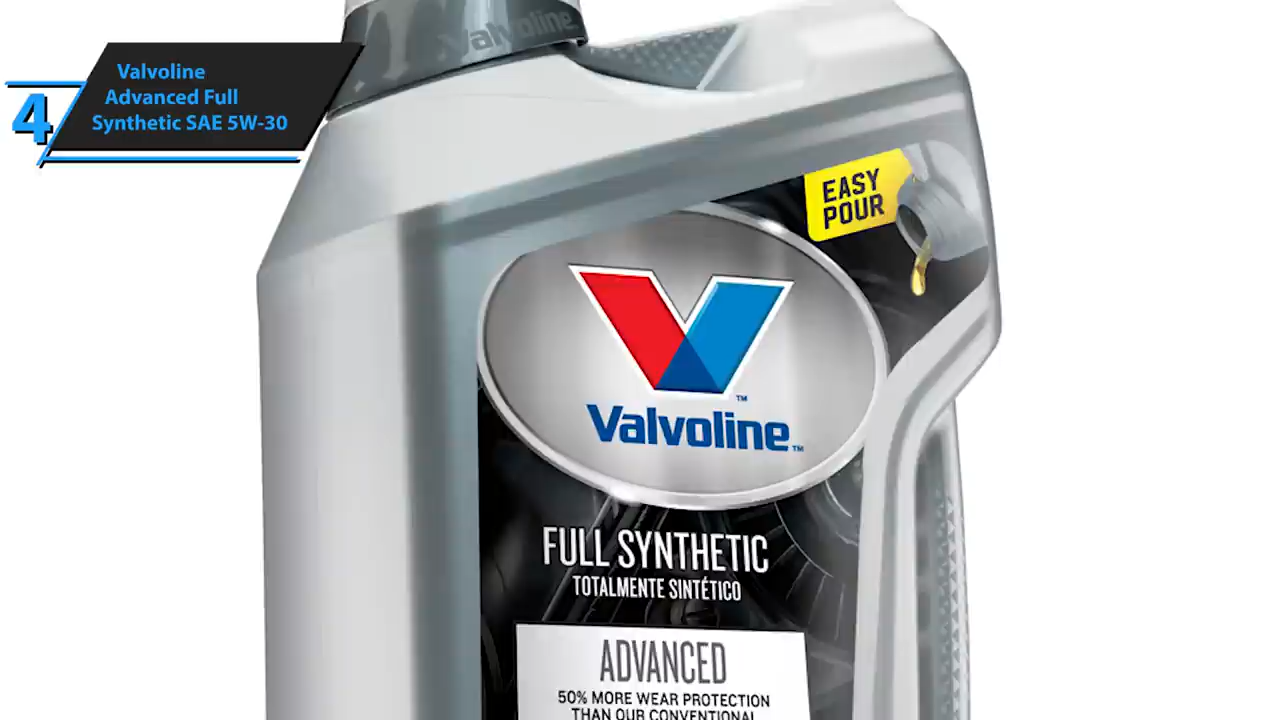 Valvoline
4
Valvoline
Advanced Full
Synthetic SAE 5W-30
EASY
POUR
Valvoline™
FULL SYNTHETIC
TOTALMENTE SINTÉTICO
ADVANCED
50% MORE WEAR PROTECTION
THAN OUR CONVENTIONAL